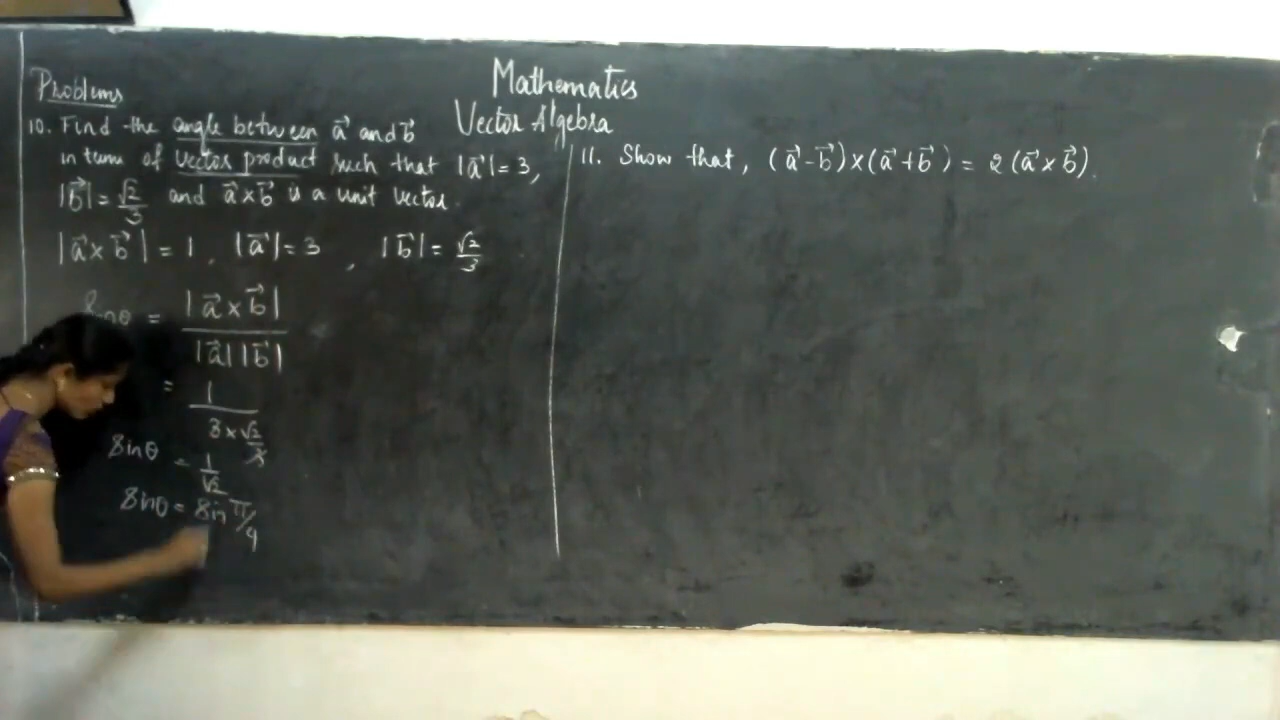 Mathematics
Vector Algebra
Problems
10. Find the angle between a⃗ and b⃗
in term of vector product such that |a⃗| = 3,
|b⃗| = √2/3 and a⃗ × b⃗ is a unit vector.
|a⃗ × b⃗| = 1, |a⃗| = 3, |b⃗| = √2/3
sinθ = |a⃗ × b⃗| / |a⃗| |b⃗|
= 1 / 3 × √2/3
sinθ = 1/√2
sinθ = sin π/4
11. Show that, (a⃗ - b⃗) × (a⃗ + b⃗) = 2 (a⃗ × b⃗).